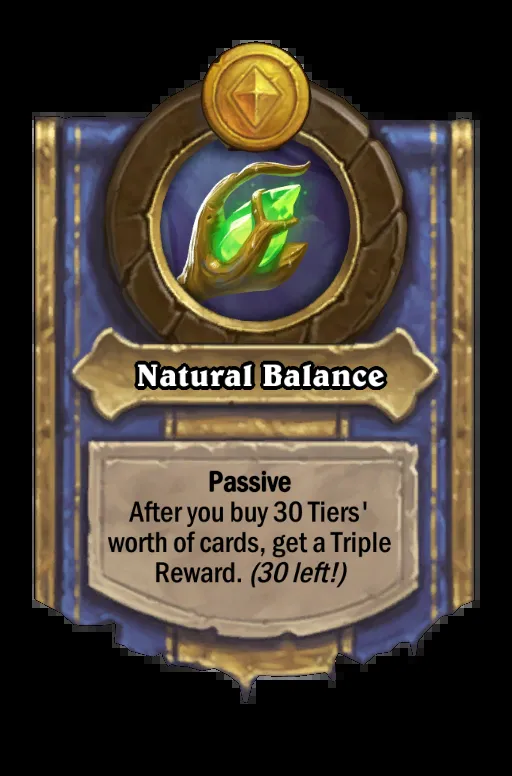 Natural Balance
Passive
After you buy 30 Tiers'
worth of cards, get a Triple
Reward. (30 left!)